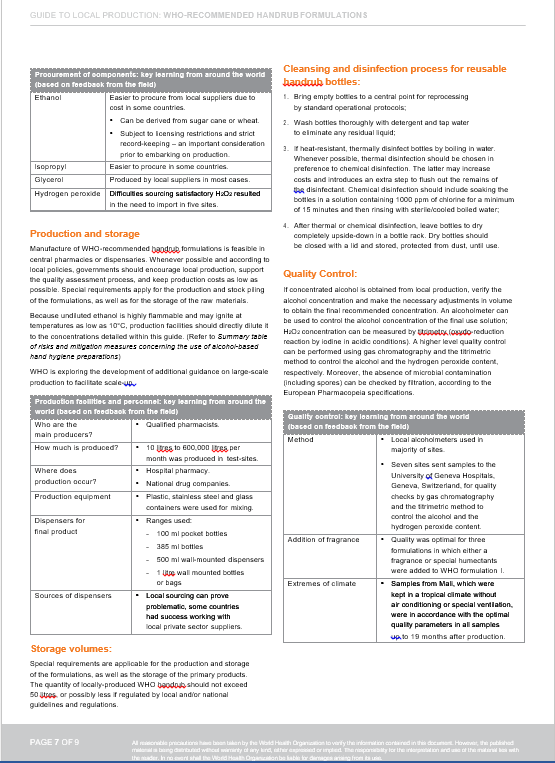 GUIDE TO LOCAL PRODUCTION: WHO-RECOMMENDED HANDRUB FORMULATIONS
Procurement of components: key learning from around the world
(based on feedback from the field)
Ethanol
Easier to procure from local suppliers due to
cost in some countries.
• Can be derived from sugar cane or wheat.
• Subject to licensing restrictions and strict
record-keeping – an important consideration
prior to embarking on production.
Isopropyl
Easier to procure in some countries.
Glycerol
Produced by local suppliers in most cases.
Hydrogen peroxide
Difficulties sourcing satisfactory H2O2 resulted
in the need to import in five sites.
Production and storage
Manufacture of WHO-recommended handrub formulations is feasible in
central pharmacies or dispensaries. Whenever possible and according to
local policies, governments should encourage local production, support
the quality assessment process, and keep production costs as low as
possible. Special requirements apply for the production and stock piling
of the formulations, as well as for the storage of the raw materials.
Because undiluted ethanol is highly flammable and may ignite at
temperatures as low as 10°C, production facilities should directly dilute it
to the concentrations detailed within this guide. (Refer to Summary table
of risks and mitigation measures concerning the use of alcohol-based
hand hygiene preparations)
WHO is exploring the development of additional guidance on large-scale
production to facilitate scale-up.
Production facilities and personnel: key learning from around the
world (based on feedback from the field)
Who are the
main producers?
• Qualified pharmacists.
How much is produced?
• 10 litres to 600,000 litres per
month was produced in test-sites.
Where does
production occur?
• Hospital pharmacy.
• National drug companies.
Production equipment
• Plastic, stainless steel and glass
containers were used for mixing.
Dispensers for
final product
• Ranges used:
– 100 ml pocket bottles
– 385 ml bottles
– 500 ml wall-mounted dispensers
– 1 litre wall mounted bottles
or bags
Sources of dispensers
• Local sourcing can prove
problematic, some countries
had success working with
local private sector suppliers.
Storage volumes:
Special requirements are applicable for the production and storage
of the formulations, as well as the storage of the primary products.
The quantity of locally-produced WHO handrub should not exceed
50 litres, or possibly less if regulated by local and/or national
guidelines and regulations.
Cleansing and disinfection process for reusable
handrub bottles:
1. Bring empty bottles to a central point for reprocessing
by standard operational protocols;
2. Wash bottles thoroughly with detergent and tap water
to eliminate any residual liquid;
3. If heat-resistant, thermally disinfect bottles by boiling in water.
Whenever possible, thermal disinfection should be chosen in
preference to chemical disinfection. The latter may increase
costs and introduces an extra step to flush out the remains of
the disinfectant. Chemical disinfection should include soaking the
bottles in a solution containing 1000 ppm of chlorine for a minimum
of 15 minutes and then rinsing with sterile/cooled boiled water;
4. After thermal or chemical disinfection, leave bottles to dry
completely upside-down in a bottle rack. Dry bottles should
be closed with a lid and stored, protected from dust, until use.
Quality Control:
If concentrated alcohol is obtained from local production, verify the
alcohol concentration and make the necessary adjustments in volume
to obtain the final recommended concentration. An alcoholmeter can
be used to control the alcohol concentration of the final use solution;
H2O2 concentration can be measured by titrimetry (oxydo-reduction
reaction by iodine in acidic conditions). A higher level quality control
can be performed using gas chromatography and the titrimetric
method to control the alcohol and the hydrogen peroxide content,
respectively. Moreover, the absence of microbial contamination
(including spores) can be checked by filtration, according to the
European Pharmacopeia specifications.
Quality control: key learning from around the world
(based on feedback from the field)
Method
• Local alcoholmeters used in
majority of sites.
• Seven sites sent samples to the
University of Geneva Hospitals,
Geneva, Switzerland, for quality
checks by gas chromatography
and the titrimetric method to
control the alcohol and the
hydrogen peroxide content.
Addition of fragrance
• Quality was optimal for three
formulations in which either a
fragrance or special humectants
were added to WHO formulation I.
Extremes of climate
• Samples from Mali, which were
kept in a tropical climate without
air conditioning or special ventilation,
were in accordance with the optimal
quality parameters in all samples
up to 19 months after production.
PAGE 7 OF 9
All reasonable precautions have been taken by the World Health Organization to verify the information contained in this document. However, the published
material is being distributed without warranty of any kind, either expressed or implied. The responsibility for the interpretation and use of the material lies with
the reader. In no event shall the World Health Organization be liable for damages arising from its use.